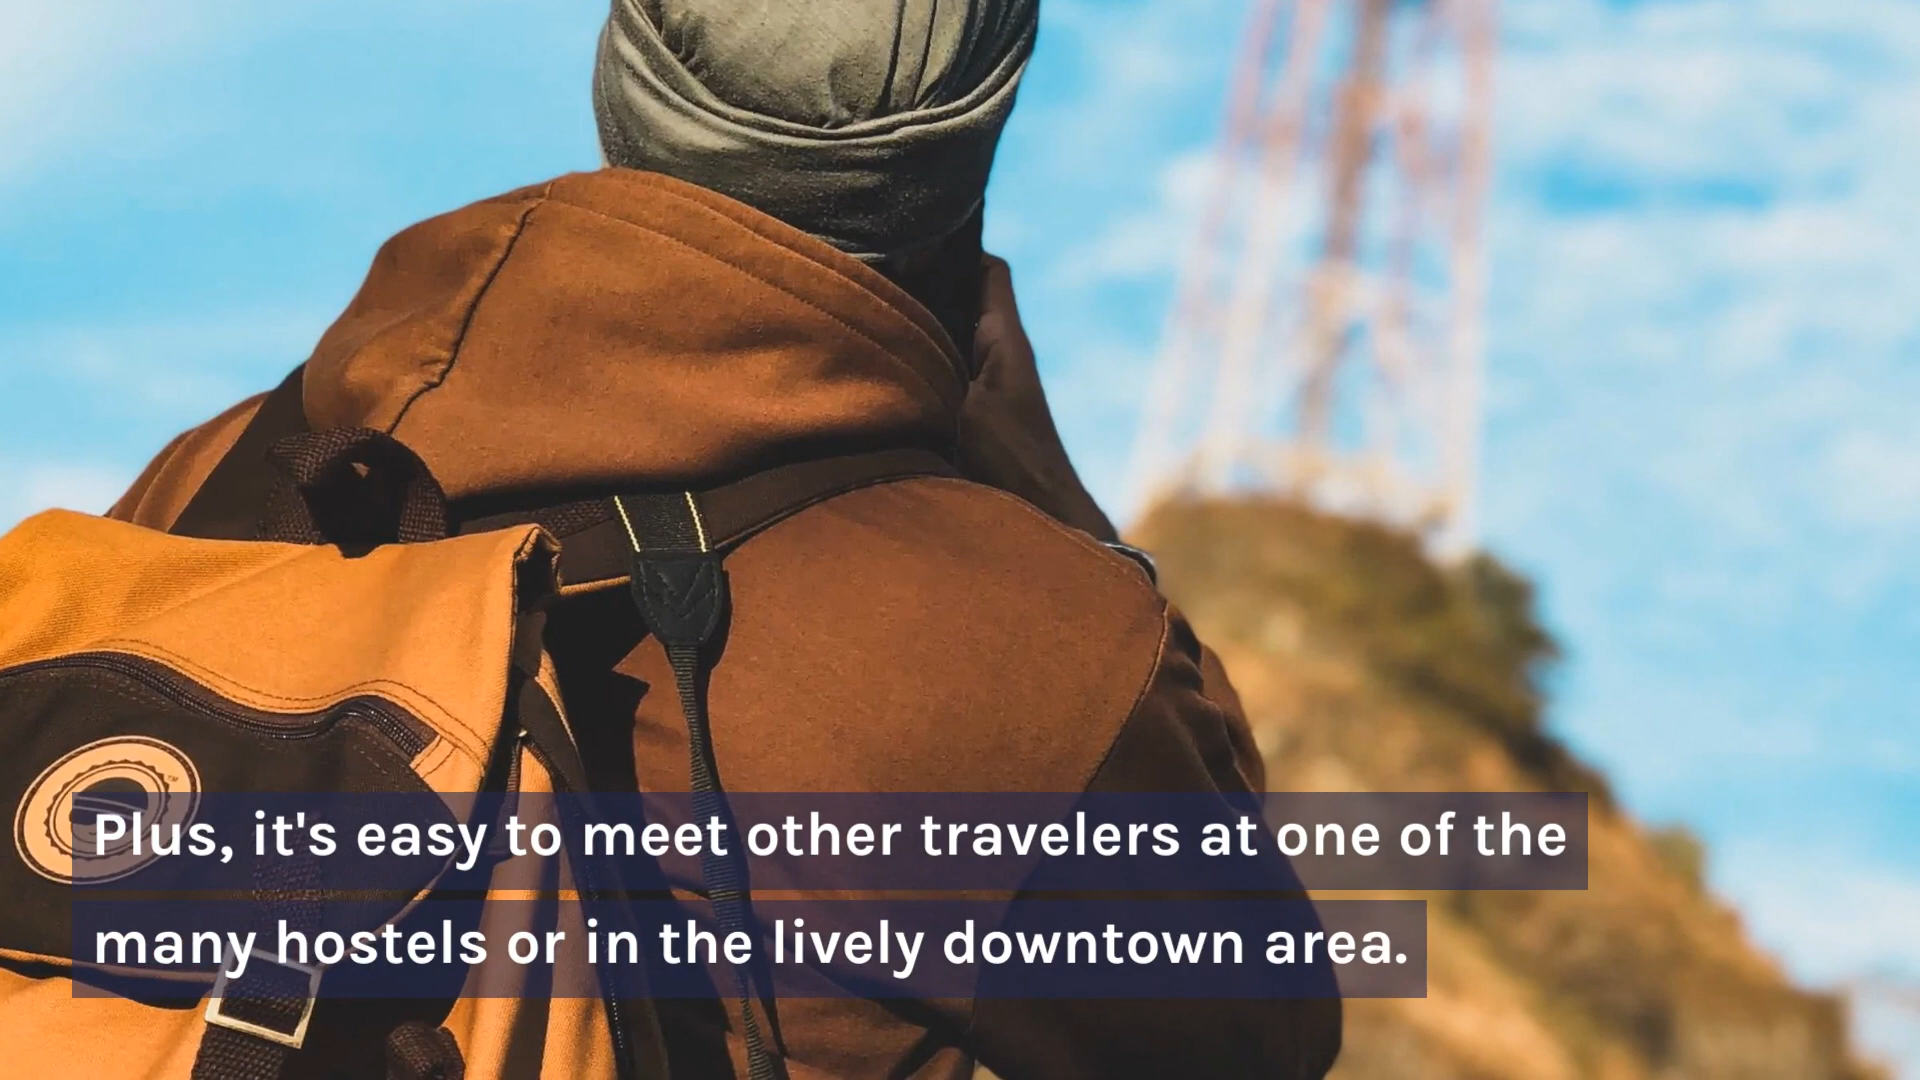 Plus, it's easy to meet other travelers at one of the
many hostels or in the lively downtown area.
TM